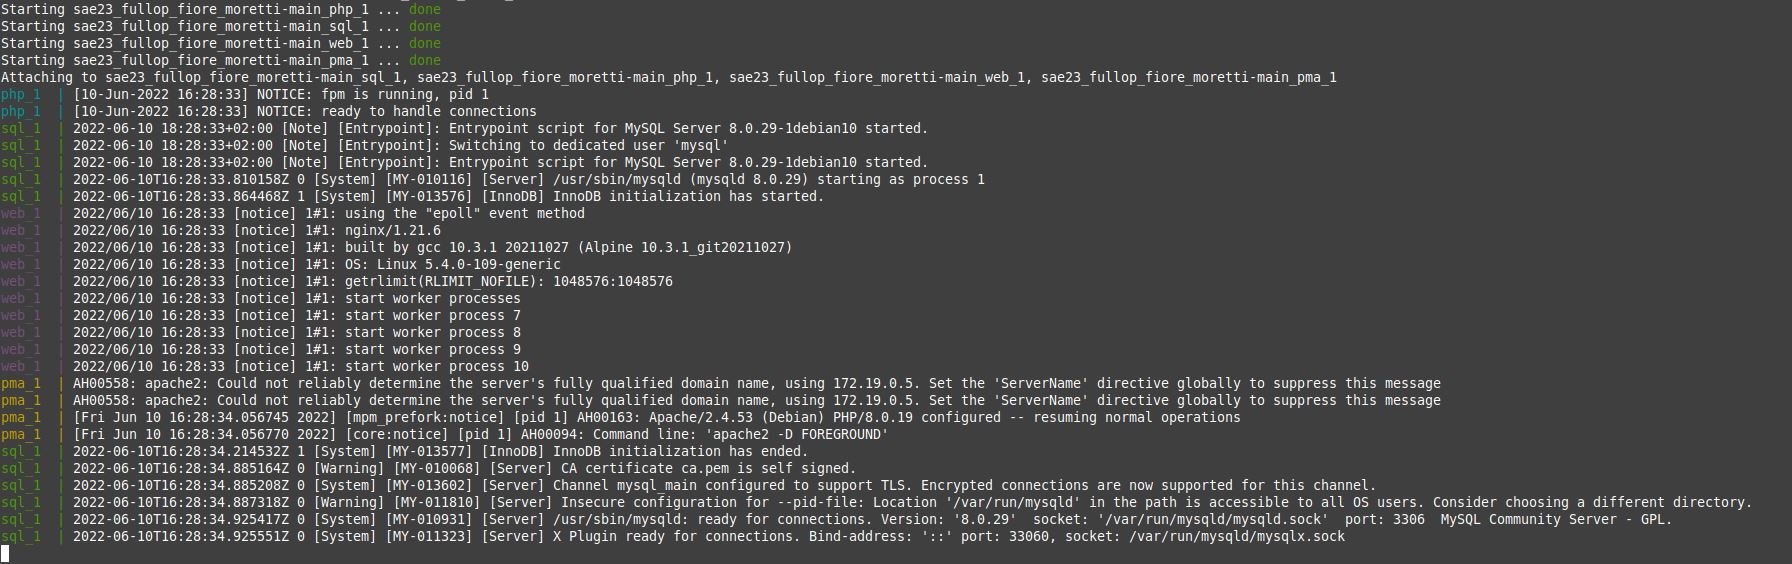 Starting sae23_fullop_fiore_moretti-main_php_1 ... done
Starting sae23_fullop_fiore_moretti-main_sql_1 ... done
Starting sae23_fullop_fiore_moretti-main_web_1 ... done
Starting sae23_fullop_fiore_moretti-main_pma_1 ... done
Attaching to sae23_fullop_fiore_moretti-main_sql_1, sae23_fullop_fiore_moretti-main_php_1, sae23_fullop_fiore_moretti-main_web_1, sae23_fullop_fiore_moretti-main_pma_1
php_1  | [10-Jun-2022 16:28:33] NOTICE: fpm is running, pid 1
php_1  | [10-Jun-2022 16:28:33] NOTICE: ready to handle connections
sql_1  | 2022-06-10 18:28:33+02:00 [Note] [Entrypoint]: Entrypoint script for MySQL Server 8.0.29-1debian10 started.
sql_1  | 2022-06-10 18:28:33+02:00 [Note] [Entrypoint]: Switching to dedicated user 'mysql'
sql_1  | 2022-06-10 18:28:33+02:00 [Note] [Entrypoint]: Entrypoint script for MySQL Server 8.0.29-1debian10 started.
sql_1  | 2022-06-10T16:28:33.810158Z 0 [System] [MY-010116] [Server] /usr/sbin/mysqld (mysqld 8.0.29) starting as process 1
sql_1  | 2022-06-10T16:28:33.864468Z 1 [System] [MY-013576] [InnoDB] InnoDB initialization has started.
web_1  | 2022/06/10 16:28:33 [notice] 1#1: using the "epoll" event method
web_1  | 2022/06/10 16:28:33 [notice] 1#1: nginx/1.21.6
web_1  | 2022/06/10 16:28:33 [notice] 1#1: built by gcc 10.3.1 20211027 (Alpine 10.3.1_git20211027)
web_1  | 2022/06/10 16:28:33 [notice] 1#1: OS: Linux 5.4.0-109-generic
web_1  | 2022/06/10 16:28:33 [notice] 1#1: getrlimit(RLIMIT_NOFILE): 1048576:1048576
web_1  | 2022/06/10 16:28:33 [notice] 1#1: start worker processes
web_1  | 2022/06/10 16:28:33 [notice] 1#1: start worker process 7
web_1  | 2022/06/10 16:28:33 [notice] 1#1: start worker process 8
web_1  | 2022/06/10 16:28:33 [notice] 1#1: start worker process 9
web_1  | 2022/06/10 16:28:33 [notice] 1#1: start worker process 10
pma_1  | AH00558: apache2: Could not reliably determine the server's fully qualified domain name, using 172.19.0.5. Set the 'ServerName' directive globally to suppress this message
pma_1  | AH00558: apache2: Could not reliably determine the server's fully qualified domain name, using 172.19.0.5. Set the 'ServerName' directive globally to suppress this message
pma_1  | [Fri Jun 10 16:28:34.056745 2022] [mpm_prefork:notice] [pid 1] AH00163: Apache/2.4.53 (Debian) PHP/8.0.19 configured -- resuming normal operations
pma_1  | [Fri Jun 10 16:28:34.056770 2022] [core:notice] [pid 1] AH00094: Command line: 'apache2 -D FOREGROUND'
sql_1  | 2022-06-10T16:28:34.214532Z 1 [System] [MY-013577] [InnoDB] InnoDB initialization has ended.
sql_1  | 2022-06-10T16:28:34.885164Z 0 [Warning] [MY-010068] [Server] CA certificate ca.pem is self signed.
sql_1  | 2022-06-10T16:28:34.885208Z 0 [System] [MY-013602] [Server] Channel mysql_main configured to support TLS. Encrypted connections are now supported for this channel.
sql_1  | 2022-06-10T16:28:34.887318Z 0 [Warning] [MY-011810] [Server] Insecure configuration for --pid-file: Location '/var/run/mysqld' in the path is accessible to all OS users. Consider choosing a different directory.
sql_1  | 2022-06-10T16:28:34.925417Z 0 [System] [MY-010931] [Server] /usr/sbin/mysqld: ready for connections. Version: '8.0.29'  socket: '/var/run/mysqld/mysqld.sock'  port: 3306  MySQL Community Server - GPL.
sql_1  | 2022-06-10T16:28:34.925551Z 0 [System] [MY-011323] [Server] X Plugin ready for connections. Bind-address: '::' port: 33060, socket: /var/run/mysqld/mysqlx.sock